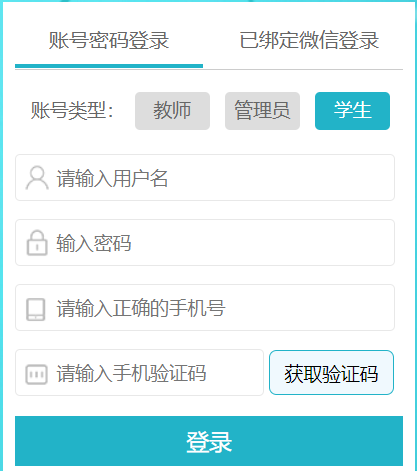 账号密码登录 已绑定微信登录
账号类型： 教师 管理员 学生
请输入用户名
输入密码
请输入正确的手机号
请输入手机验证码 获取验证码
登录